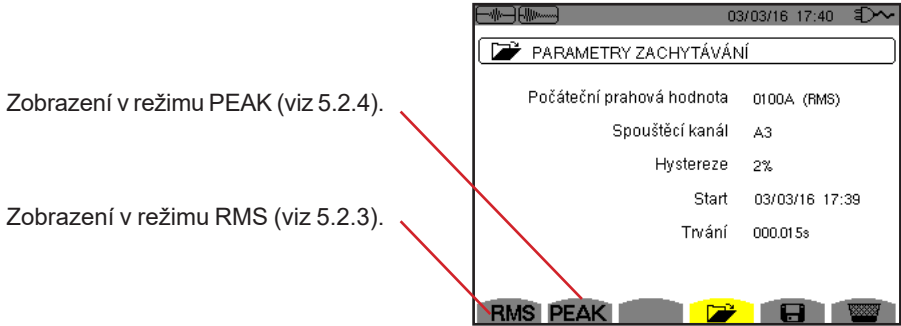 03/03/16 17:40
PARAMETRY ZACHYTÁVÁNÍ
Zobrazení v režimu PEAK (viz 5.2.4).
Zobrazení v režimu RMS (viz 5.2.3).
Počáteční prahová hodnota 0100A (RMS)
Spouštěcí kanál A3
Hystereze 2%
Start 03/03/16 17:39
Trvání 000.015s
RMS PEAK